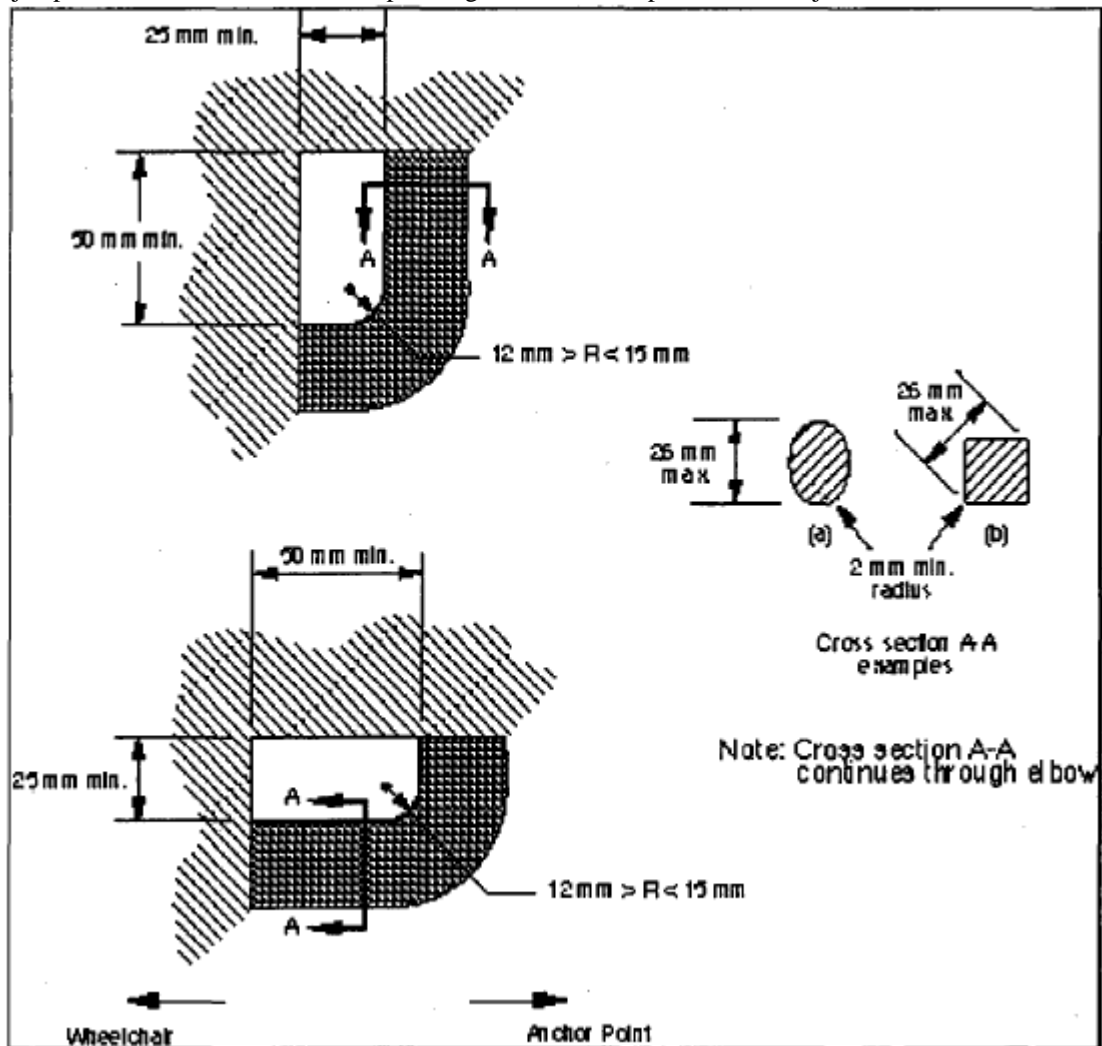 25 mm min.
50 mm min.
A
A
12 mm > R < 15 mm
25 mm
max
25 mm
max
(a)
(b)
2 mm min.
radius
Cross section A-A
examples
50 mm min.
Note: Cross section A-A
continues through elbow
25 mm min.
A
12 mm > R < 15 mm
A
Wheelchair
Anchor Point